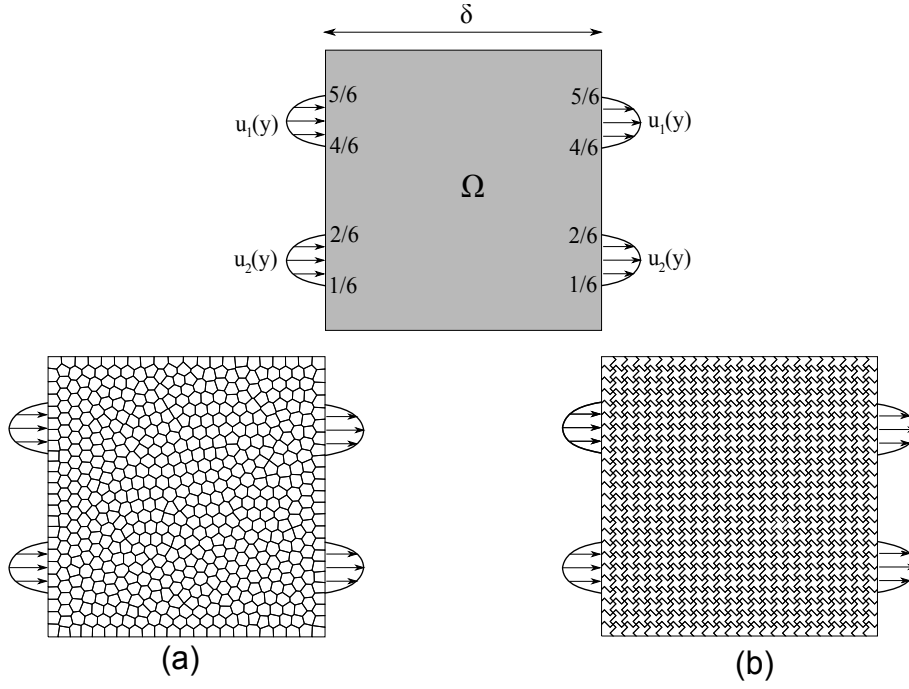 δ
5/6 5/6
u₁(y) u₁(y)
4/6 4/6
Ω
2/6 2/6
u₂(y) u₂(y)
1/6 1/6
(a) (b)